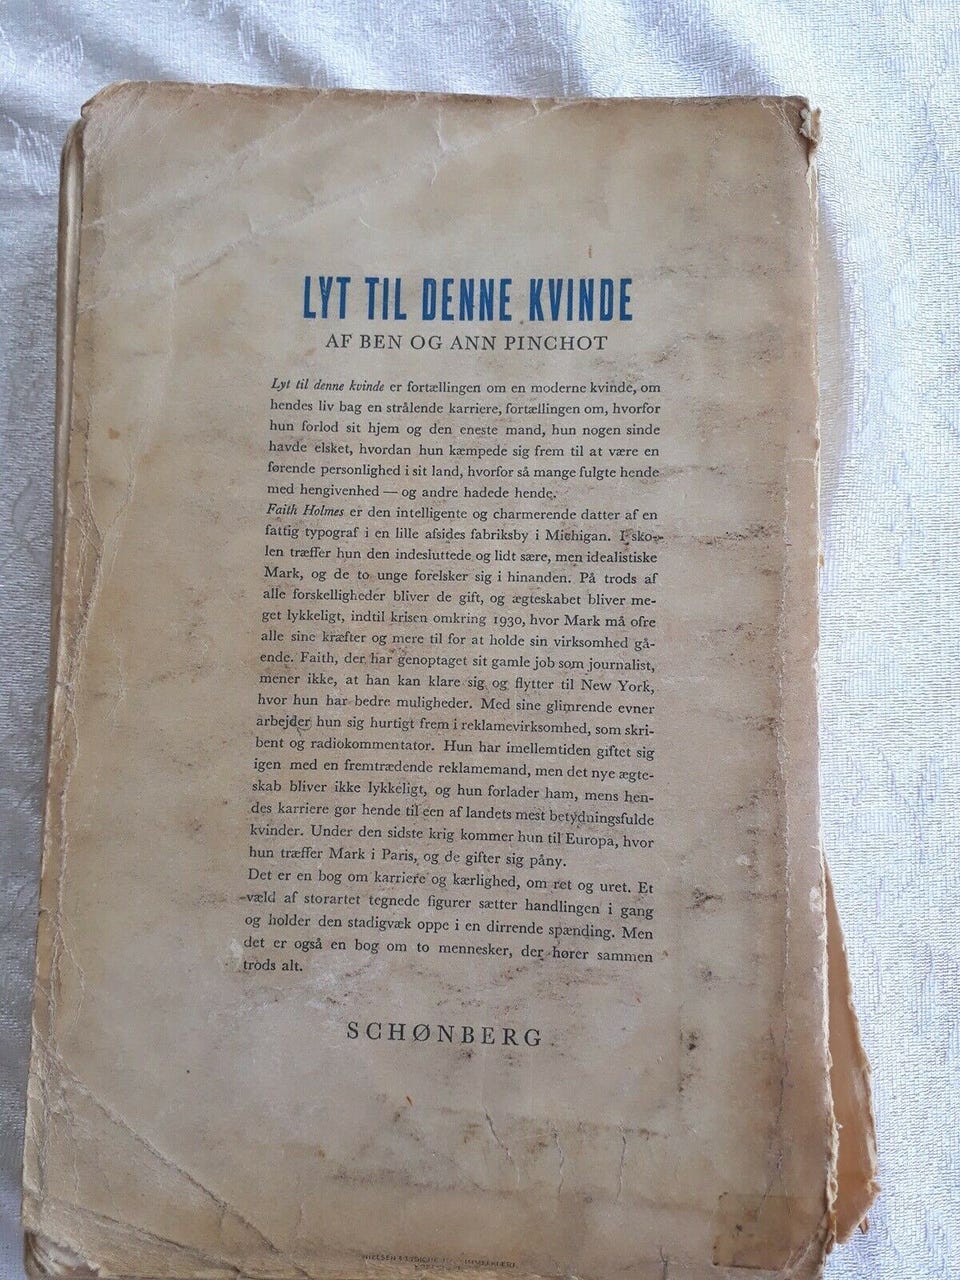 LYT TIL DENNE KVINDE
AF BEN OG ANN PINCHOT
Lyt til denne kvinde er fortællingen om en moderne kvinde, om
hendes liv bag en strålende karriere, fortællingen om, hvorfor
hun forlod sit hjem og den eneste mand, hun nogen sinde
havde elsket, hvordan hun kæmpede sig frem til at være en
førende personlighed i sit land, hvorfor så mange fulgte hende
med hengivenhed — og andre hadede hende.
Faith Holmes er den intelligente og charmerende datter af en
fattig typograf i en lille afsides fabriksby i Michigan. I sko-
len træffer hun den indesluttede og lidt sære, men idealistiske
Mark, og de to unge forelsker sig i hinanden. På trods af
alle forskelligheder bliver de gift, og ægteskabet bliver me-
get lykkeligt, indtil krisen omkring 1930, hvor Mark må ofre
alle sine kræfter og mere til for at holde sin virksomhed gå-
ende. Faith, der har genoptaget sit gamle job som journalist,
mener ikke, at han kan klare sig og flytter til New York,
hvor hun har bedre muligheder. Med sine glimrende evner
arbejder hun sig hurtigt frem i reklamevirksomhed, som skri-
bent og radiokommentator. Hun har imellemtiden giftet sig
igen med en fremtrædende reklamemand, men det nye ægte-
skab bliver ikke lykkeligt, og hun forlader ham, mens hen-
des karriere gør hende til een af landets mest betydningsfulde
kvinder. Under den sidste krig kommer hun til Europa, hvor
hun træffer Mark i Paris, og de gifter sig påny.
Det er en bog om karriere og kærlighed, om ret og uret. Et
væld af storartet tegnede figurer sætter handlingen i gang
og holder den stadigvæk oppe i en dirrende spænding. Men
det er også en bog om to mennesker, der hører sammen
trods alt.
SCHØNBERG
NIELSEN & LYDICHE